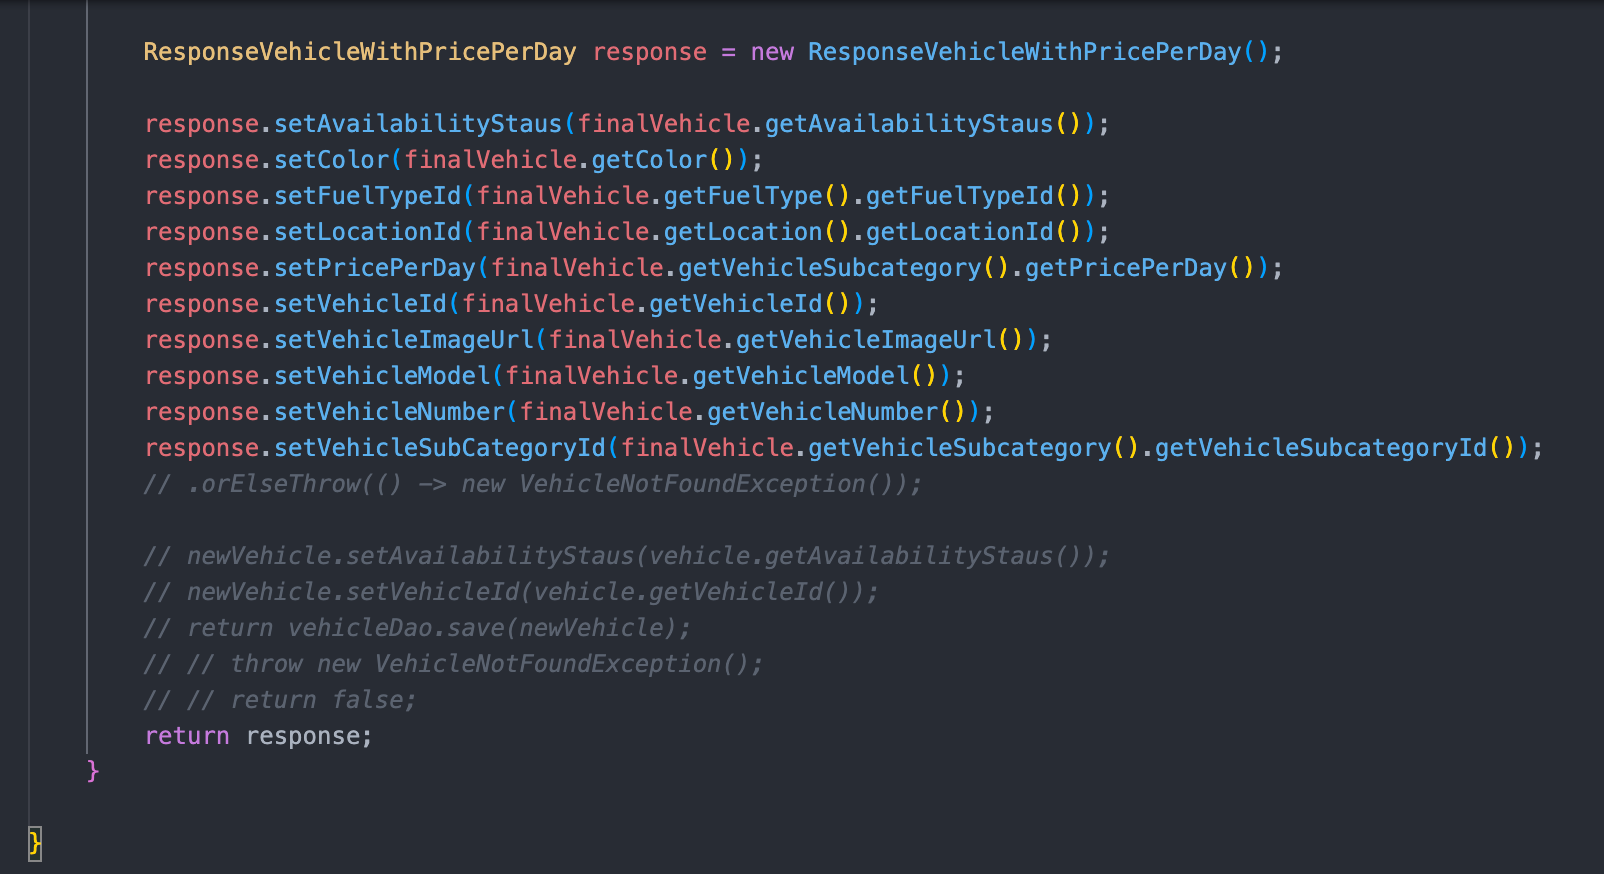 ResponseVehicleWithPricePerDay response = new ResponseVehicleWithPricePerDay();
response.setAvailabilityStaus(finalVehicle.getAvailabilityStaus());
response.setColor(finalVehicle.getColor());
response.setFuelTypeId(finalVehicle.getFuelType().getFuelTypeId());
response.setLocationId(finalVehicle.getLocation().getLocationId());
response.setPricePerDay(finalVehicle.getVehicleSubcategory().getPricePerDay());
response.setVehicleId(finalVehicle.getVehicleId());
response.setVehicleImageUrl(finalVehicle.getVehicleImageUrl());
response.setVehicleModel(finalVehicle.getVehicleModel());
response.setVehicleNumber(finalVehicle.getVehicleNumber());
response.setVehicleSubCategoryId(finalVehicle.getVehicleSubcategory().getVehicleSubcategoryId());
// .orElseThrow(() -> new VehicleNotFoundException());
// newVehicle.setAvailabilityStaus(vehicle.getAvailabilityStaus());
// newVehicle.setVehicleId(vehicle.getVehicleId());
// return vehicleDao.save(newVehicle);
// // throw new VehicleNotFoundException();
// // return false;
return response;
}
}